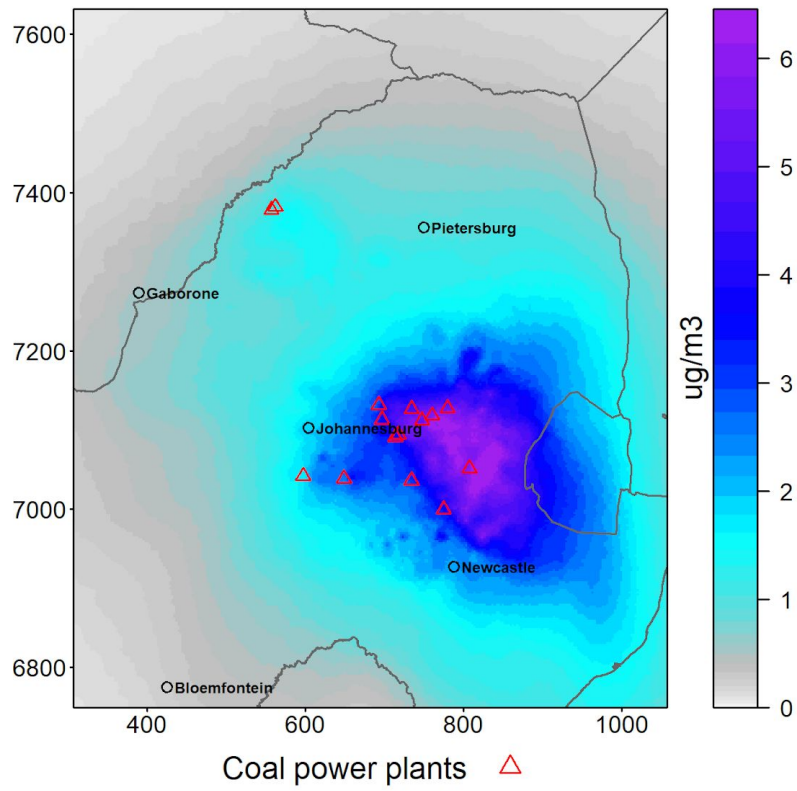 7600
7400
7200
7000
6800
400
600
800
1000
Pietersburg
Gaborone
Johannesburg
Newcastle
Bloemfontein
6
5
4
3
2
1
0
ug/m3
Coal power plants